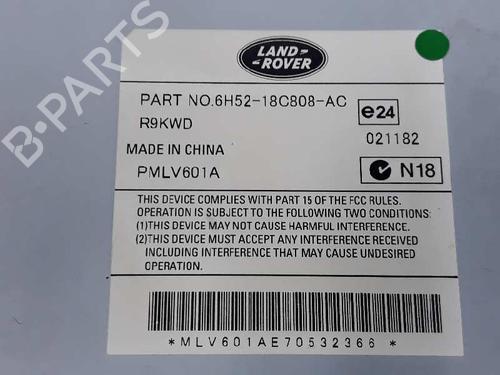 LAND-
ROVER
PART NO.6H52-18C808-AC
R9KWD
e24
021182
MADE IN CHINA
PMLV601A
N18
THIS DEVICE COMPLIES WITH PART 15 OF THE FCC RULES.
OPERATION IS SUBJECT TO THE FOLLOWING TWO CONDITIONS:
(1)THIS DEVICE MAY NOT CAUSE HARMFUL INTERFERENCE.
(2)THIS DEVICE MUST ACCEPT ANY INTERFERENCE RECEIVED
INCLUDING INTERFERENCE THAT MAY CAUSE UNDESIRED
OPERATION.
*MLV601AE70532366*
B-Parts